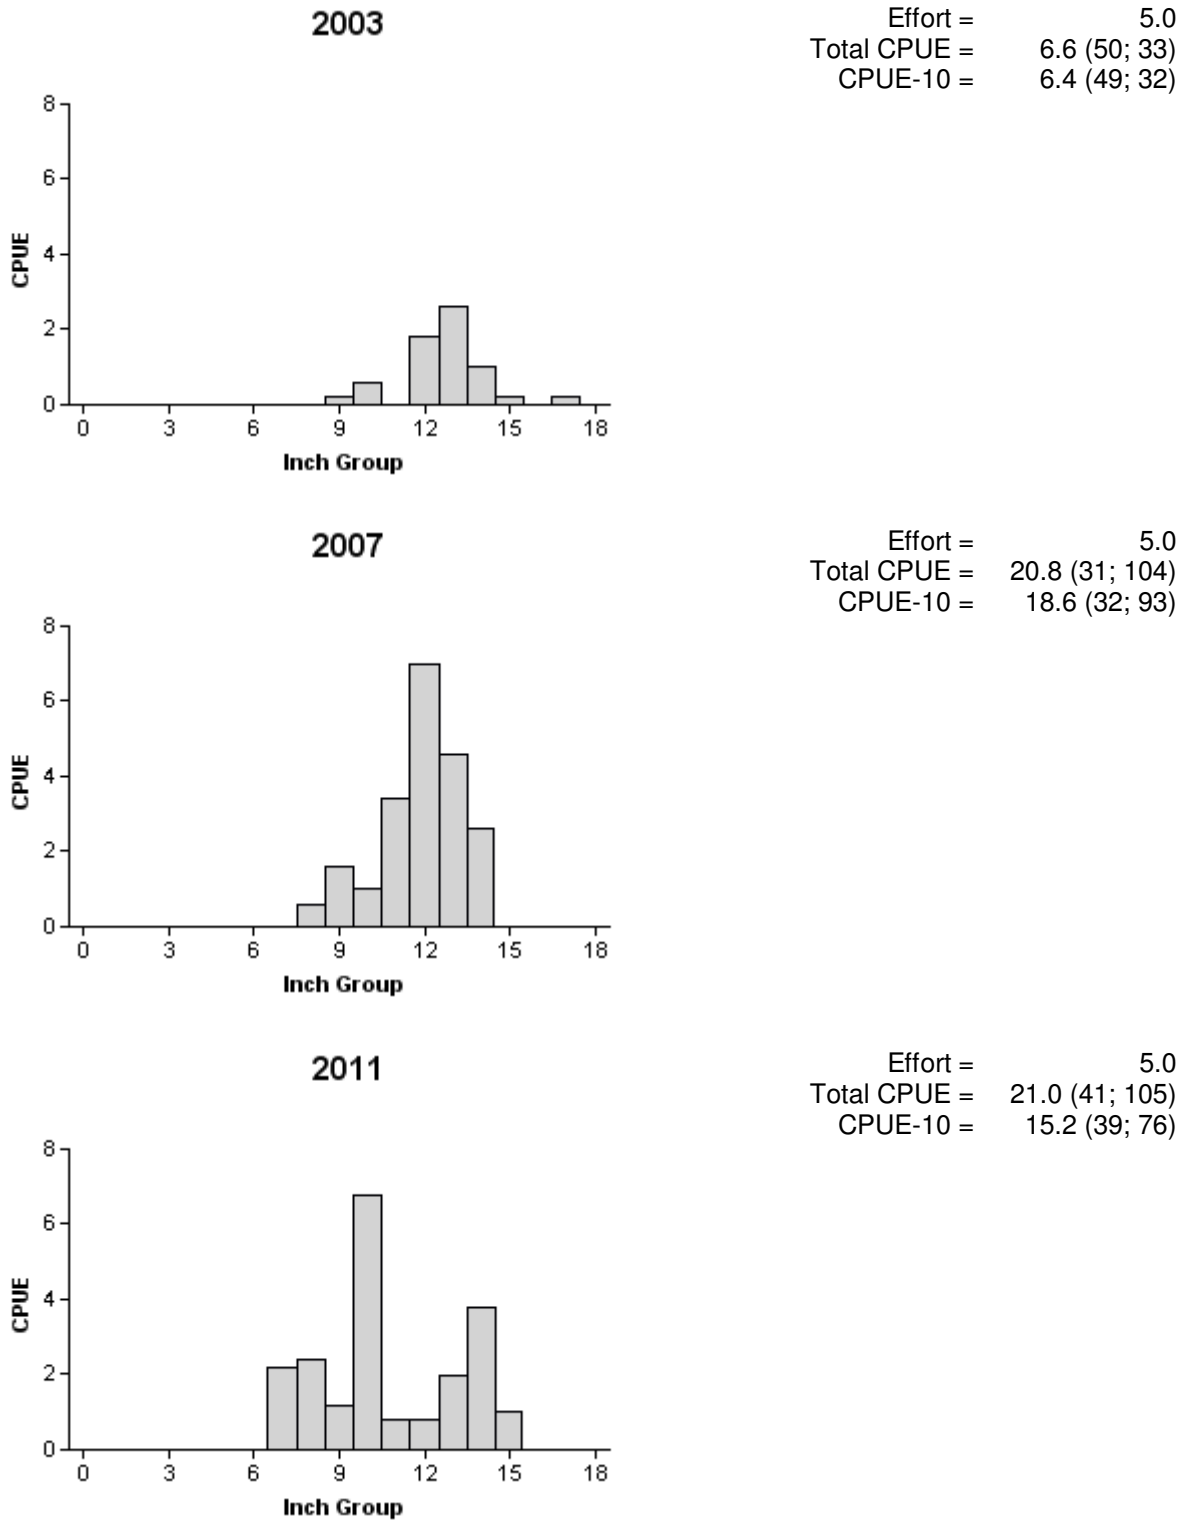 2003
Effort = 5.0
Total CPUE = 6.6 (50; 33)
CPUE-10 = 6.4 (49; 32)
8
6
4
2
0
CPUE
0 3 6 9 12 15 18
Inch Group
2007
Effort = 5.0
Total CPUE = 20.8 (31; 104)
CPUE-10 = 18.6 (32; 93)
8
6
4
2
0
CPUE
0 3 6 9 12 15 18
Inch Group
2011
Effort = 5.0
Total CPUE = 21.0 (41; 105)
CPUE-10 = 15.2 (39; 76)
8
6
4
2
0
CPUE
0 3 6 9 12 15 18
Inch Group